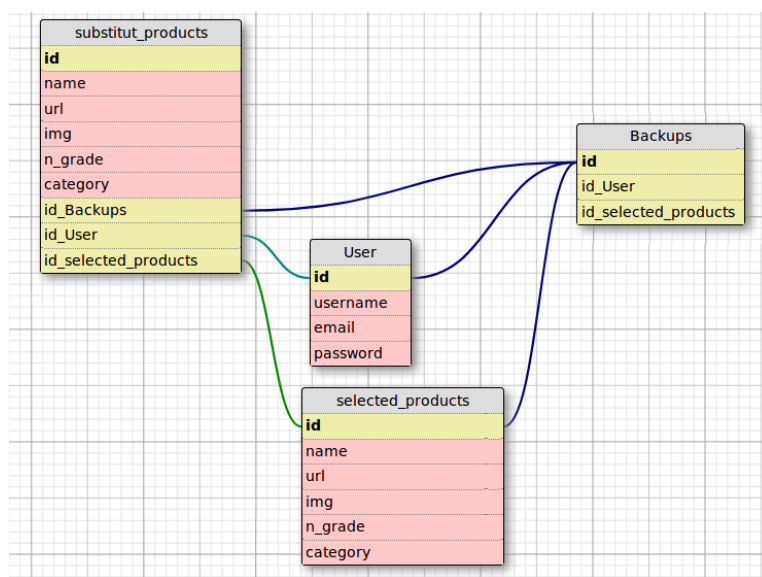 substitut_products
id
name
url
img
n_grade
category
id_Backups
id_User
id_selected_products
Backups
id
id_User
id_selected_products
User
id
username
email
password
selected_products
id
name
url
img
n_grade
category